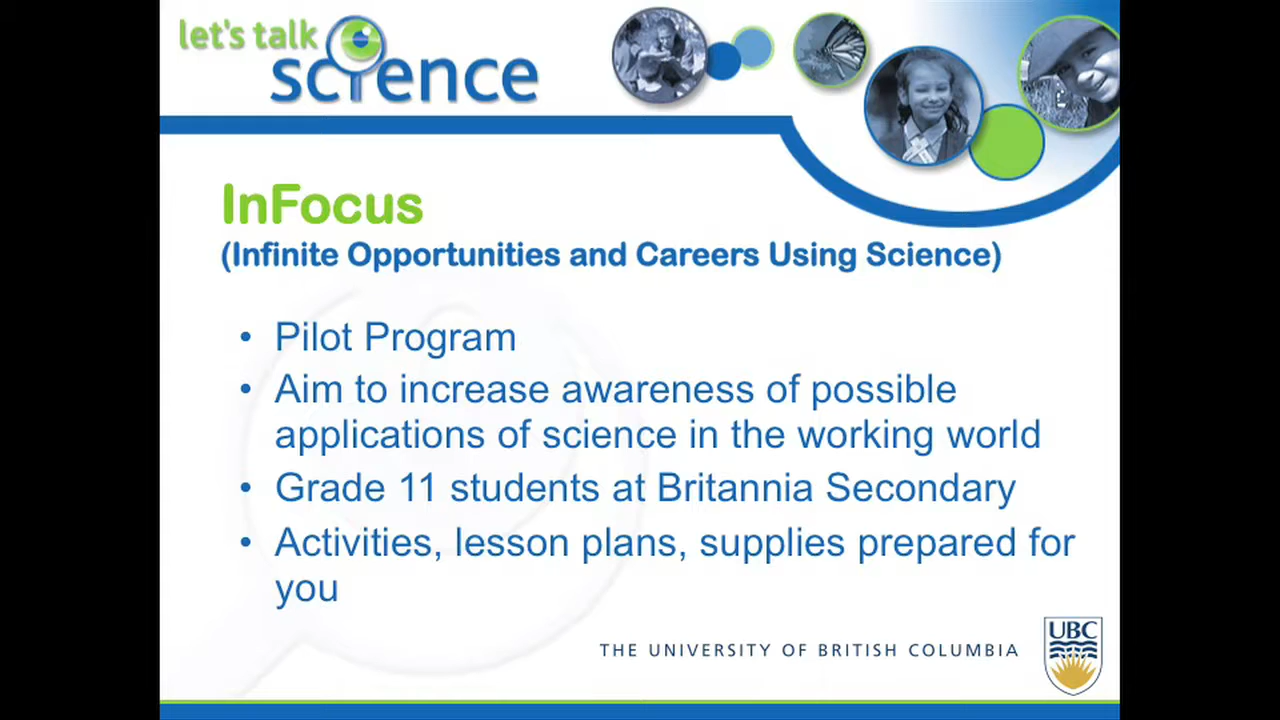 let's talk
science
InFocus
(Infinite Opportunities and Careers Using Science)
• Pilot Program
• Aim to increase awareness of possible
applications of science in the working world
• Grade 11 students at Britannia Secondary
• Activities, lesson plans, supplies prepared for
you
THE UNIVERSITY OF BRITISH COLUMBIA
UBC